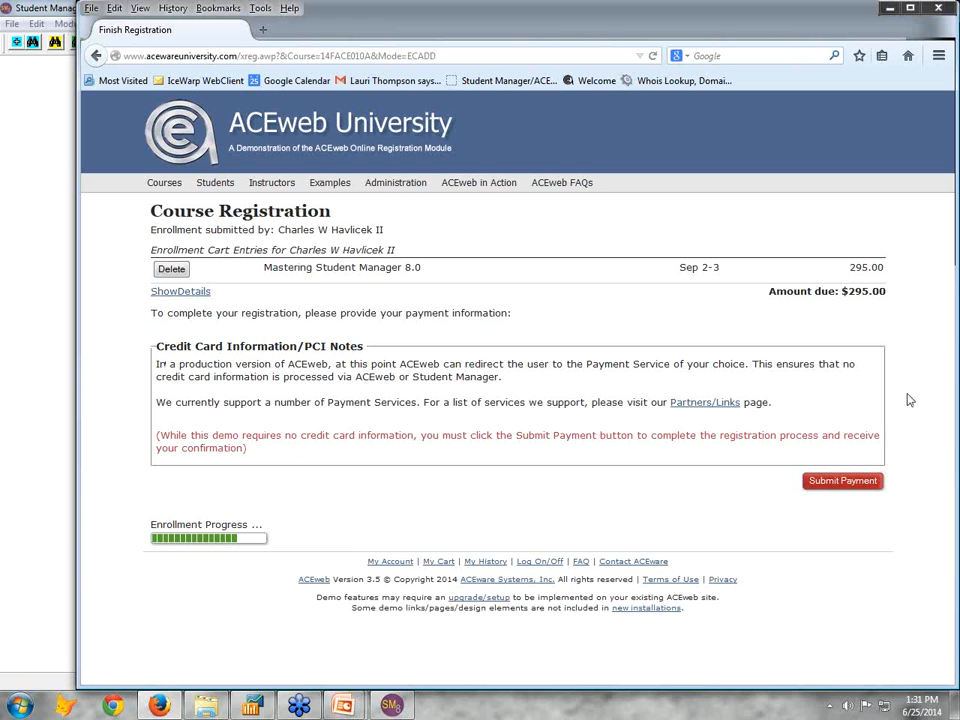 Student Manag
File Edit Mod
File Edit View History Bookmarks Tools Help
Finish Registration
www.acewareuniversity.com/xreg.awp?&Course=14FACE010A&Mode=ECADD
Google
Most Visited IceWarp WebClient Google Calendar Lauri Thompson says... Student Manager/ACE... Welcome Whois Lookup, Domai...
ACEweb University
A Demonstration of the ACEweb Online Registration Module
Courses Students Instructors Examples Administration ACEweb in Action ACEweb FAQs
Course Registration
Enrollment submitted by: Charles W Havlicek II
Enrollment Cart Entries for Charles W Havlicek II
Delete Mastering Student Manager 8.0 Sep 2-3 295.00
ShowDetails Amount due: $295.00
To complete your registration, please provide your payment information:
Credit Card Information/PCI Notes
In a production version of ACEweb, at this point ACEweb can redirect the user to the Payment Service of your choice. This ensures that no
credit card information is processed via ACEweb or Student Manager.
We currently support a number of Payment Services. For a list of services we support, please visit our Partners/Links page.
(While this demo requires no credit card information, you must click the Submit Payment button to complete the registration process and receive
your confirmation)
Submit Payment
Enrollment Progress ...
My Account | My Cart | My History | Log On/Off | FAQ | Contact ACEware
ACEweb Version 3.5 © Copyright 2014 ACEware Systems, Inc. All rights reserved | Terms of Use | Privacy
Demo features may require an upgrade/setup to be implemented on your existing ACEweb site.
Some demo links/pages/design elements are not included in new installations.
SM8
1:31 PM
6/25/2014